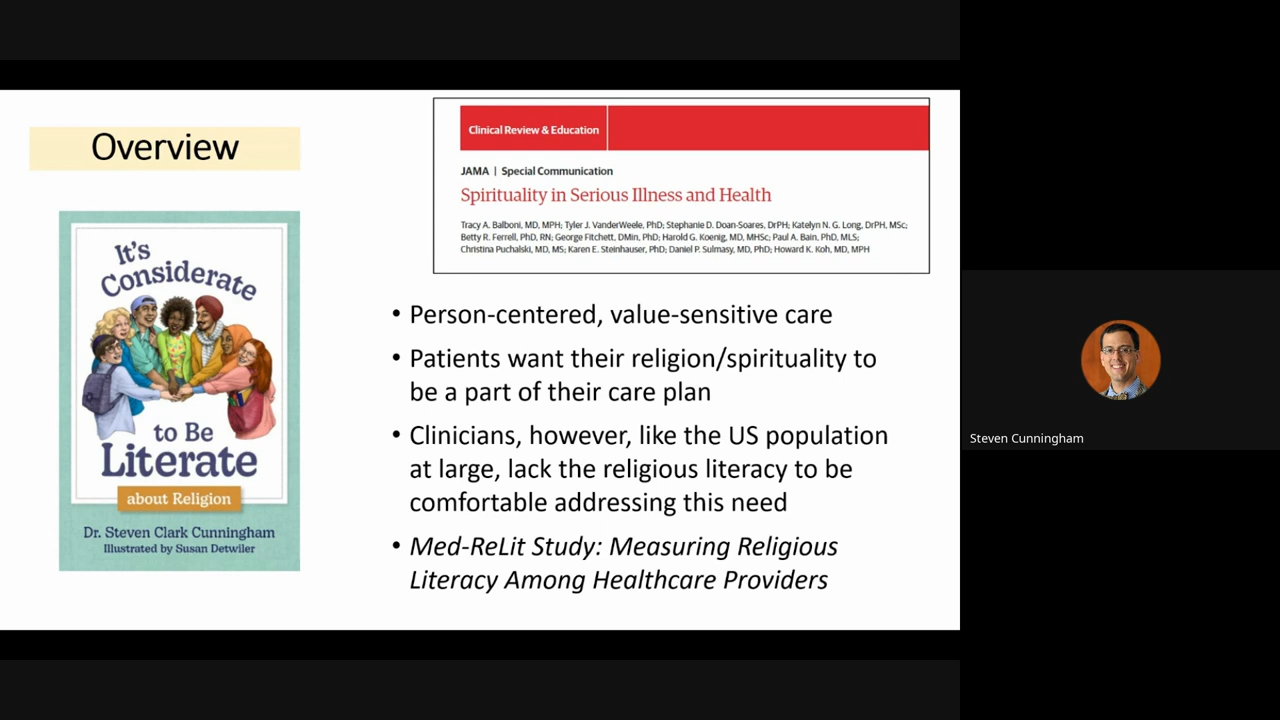 Overview
It's
Considerate
to Be
Literate
about Religion
Dr. Steven Clark Cunningham
Illustrated by Susan Detwiler
Clinical Review & Education
JAMA | Special Communication
Spirituality in Serious Illness and Health
Tracy A. Balboni, MD, MPH; Tyler J. VanderWeele, PhD; Stephanie D. Doan-Soares, DrPH; Katelyn N. G. Long, DrPH, MSc;
Betty R. Ferrell, PhD, RN; George Fitchett, DMin, PhD; Harold G. Koenig, MD, MHSc; Paul A. Bain, PhD, MLS;
Christina Puchalski, MD, MS; Karen E. Steinhauser, PhD; Daniel P. Sulmasy, MD, PhD; Howard K. Koh, MD, MPH
• Person-centered, value-sensitive care
• Patients want their religion/spirituality to
be a part of their care plan
• Clinicians, however, like the US population
at large, lack the religious literacy to be
comfortable addressing this need
• Med-ReLit Study: Measuring Religious
Literacy Among Healthcare Providers
Steven Cunningham